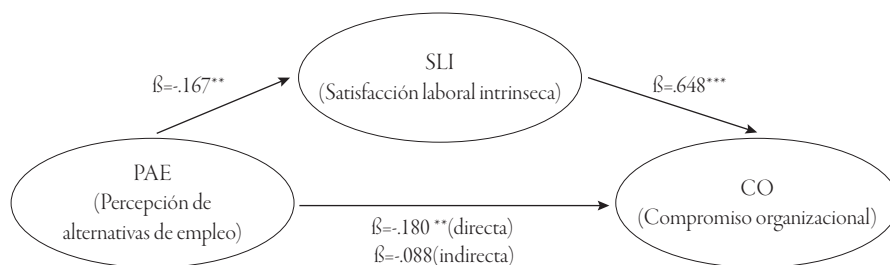 SLI
(Satisfacción laboral intrinseca)
ß=-.167**
ß=.648***
PAE
(Percepción de
alternativas de empleo)
CO
(Compromiso organizacional)
ß=-.180 **(directa)
ß=-.088(indirecta)